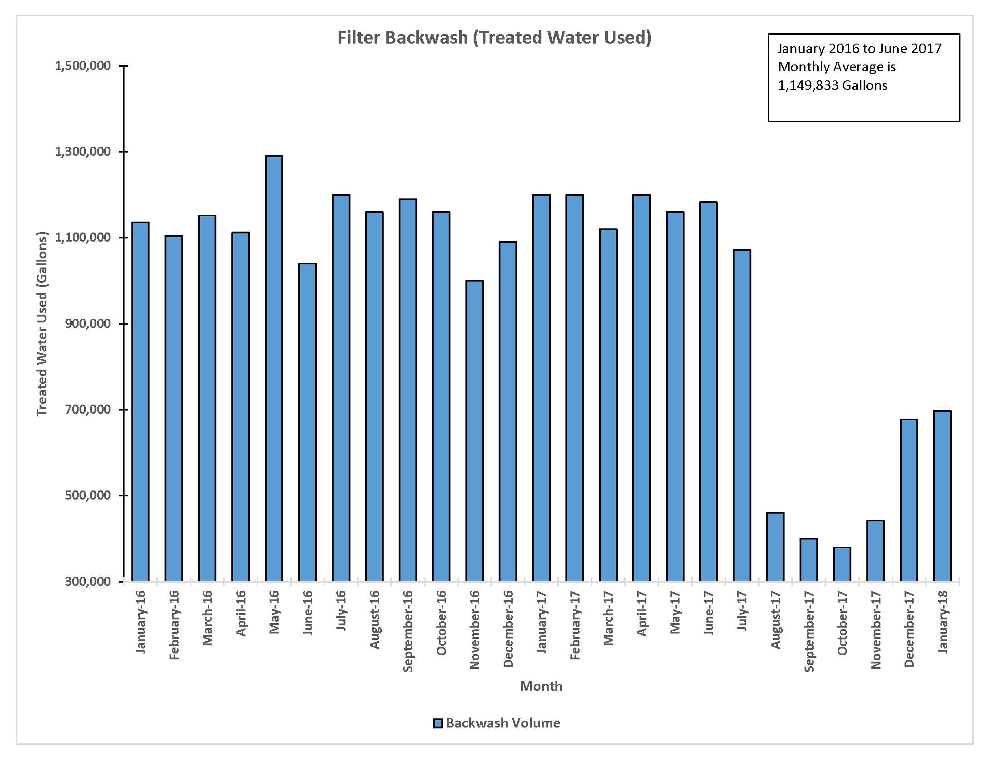 Filter Backwash (Treated Water Used)
January 2016 to June 2017
Monthly Average is
1,149,833 Gallons
Treated Water Used (Gallons)
1,500,000
1,300,000
1,100,000
900,000
700,000
500,000
300,000
January-16
February-16
March-16
April-16
May-16
June-16
July-16
August-16
September-16
October-16
November-16
December-16
January-17
February-17
March-17
April-17
May-17
June-17
July-17
August-17
September-17
October-17
November-17
December-17
January-18
Month
Backwash Volume